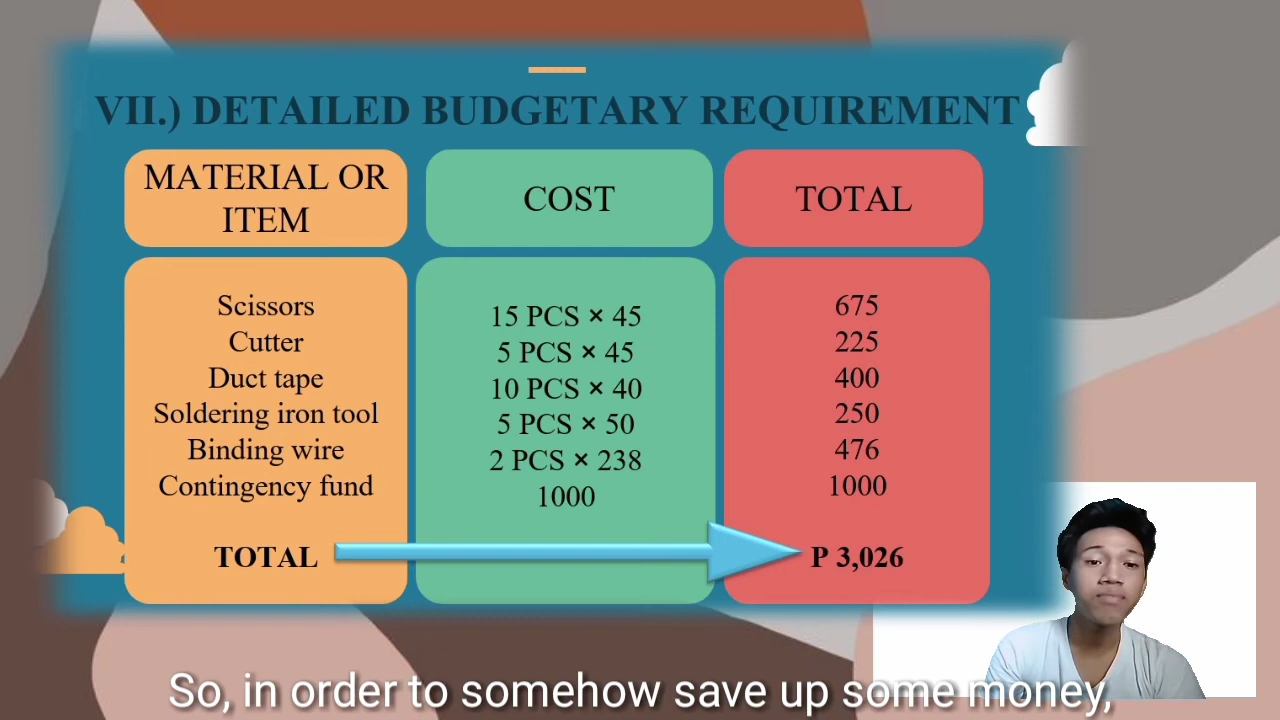 VII.) DETAILED BUDGETARY REQUIREMENT
MATERIAL OR
ITEM
COST
TOTAL
Scissors
15 PCS × 45
675
Cutter
5 PCS × 45
225
Duct tape
10 PCS × 40
400
Soldering iron tool
5 PCS × 50
250
Binding wire
2 PCS × 238
476
Contingency fund
1000
1000
TOTAL
P 3,026
So, in order to somehow save up some money,